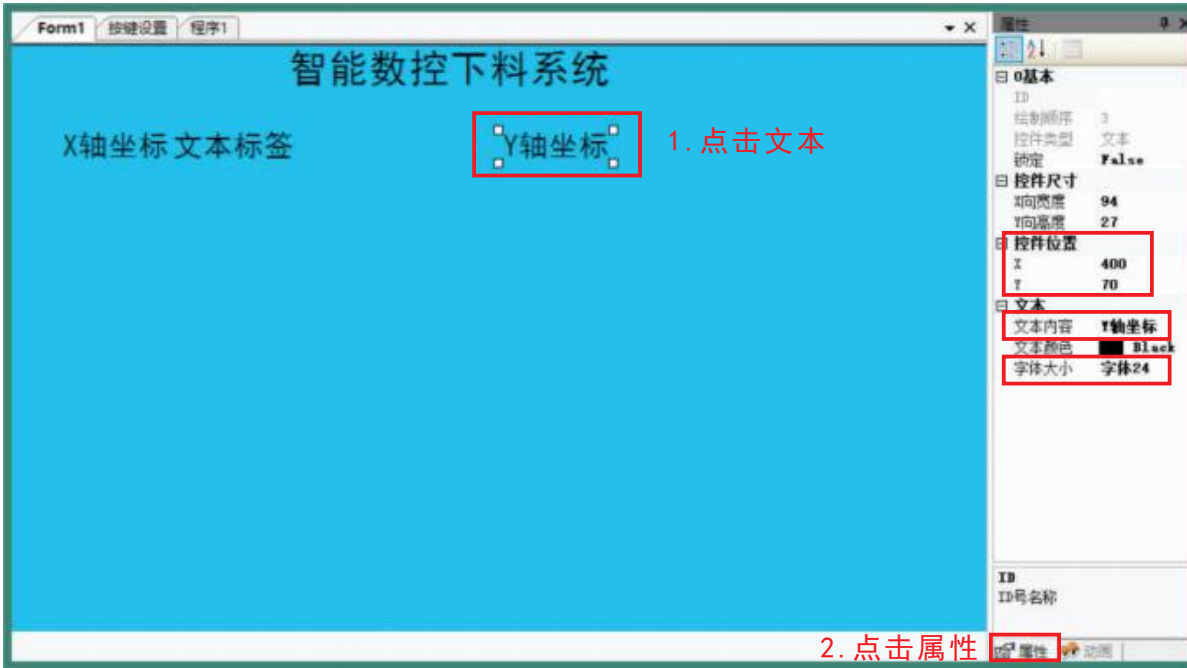 Form1 按键设置 程序1
智能数控下料系统
X轴坐标 文本标签
Y轴坐标
1.点击文本
属性
0基本
ID
绘制顺序 3
控件类型 文本
锁定 False
控件尺寸
X向宽度 94
Y向高度 27
控件位置
X 400
Y 70
文本
文本内容 Y轴坐标
文本颜色 Black
字体大小 字体24
ID
ID号名称
2.点击属性
属性 动画